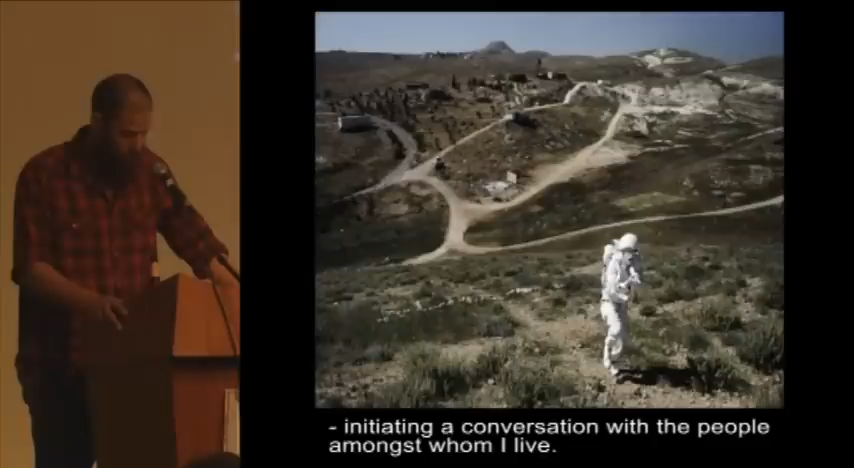 - initiating a conversation with the people
amongst whom I live.